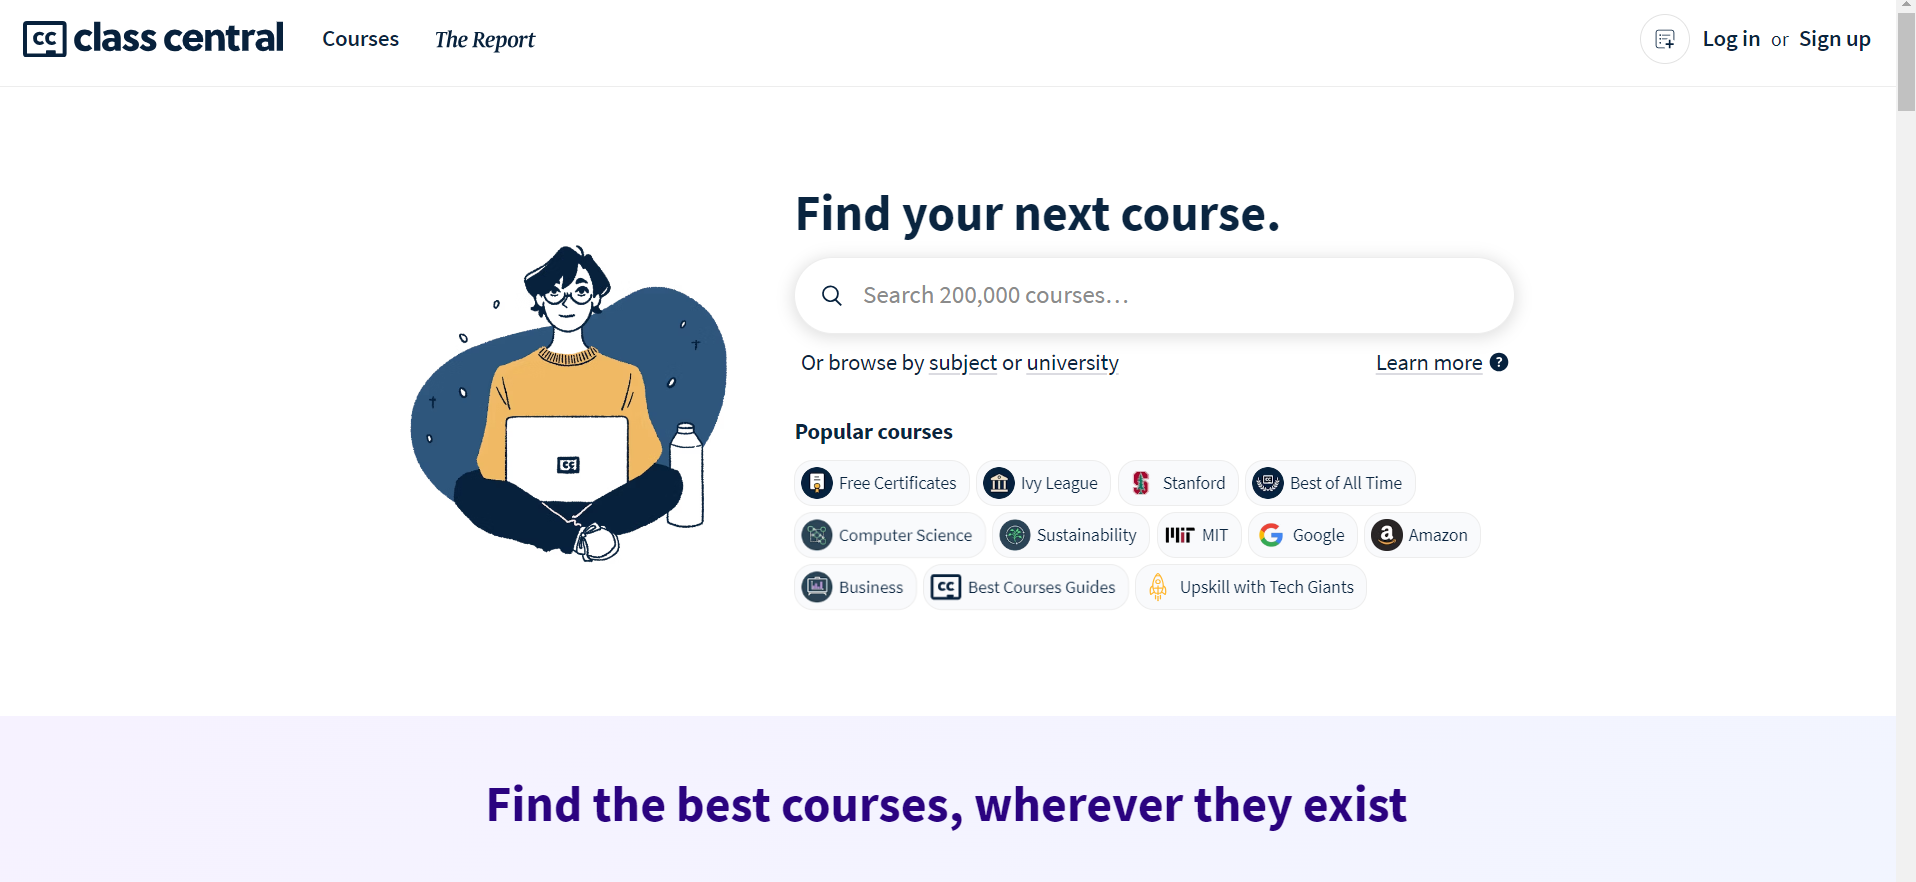 CC class central Courses The Report Log in or Sign up
Find your next course.
Search 200,000 courses...
Or browse by subject or university Learn more ?
Popular courses
Free Certificates Ivy League Stanford Best of All Time
Computer Science Sustainability MIT MIT Google Amazon
Business CC Best Courses Guides Upskill with Tech Giants
CC
Find the best courses, wherever they exist